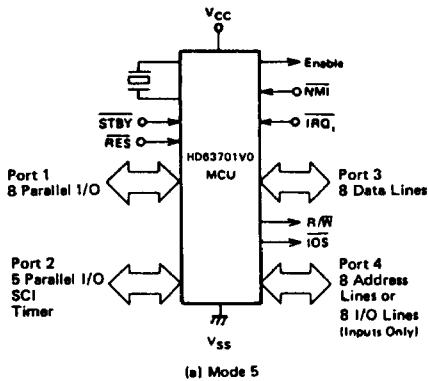 VCC
Enable
NMI
STBY
IRQ1
RES
HD63701V0
MCU
Port 1
8 Parallel I/O
Port 3
8 Data Lines
R/W
IOS
Port 2
5 Parallel I/O
SCI
Timer
Port 4
8 Address
Lines or
8 I/O Lines
(Inputs Only)
VSS
(a) Mode 5